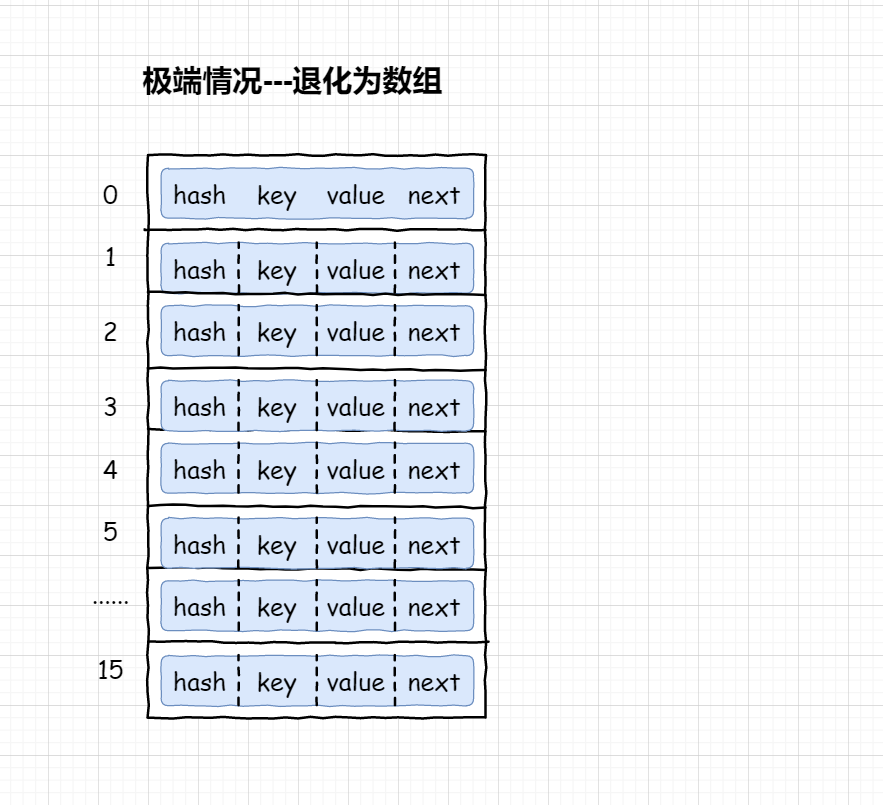 极端情况---退化为数组
0 hash key value next
1 hash key value next
2 hash key value next
3 hash key value next
4 hash key value next
5 hash key value next
...... hash key value next
15 hash key value next